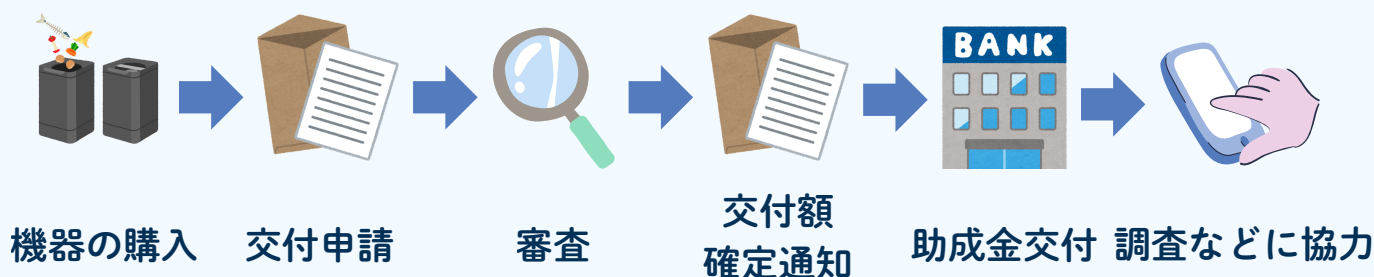 BANK
機器の購入
交付申請
審査
交付額
確定通知
助成金交付
調査などに協力